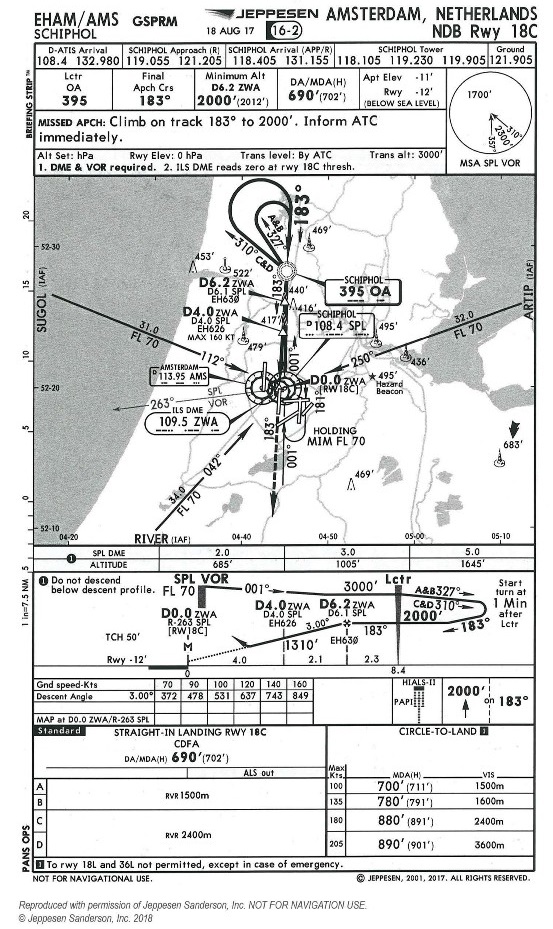 EHAM/AMS GSPRM JEPPESEN AMSTERDAM, NETHERLANDS
SCHIPHOL 18 AUG 17 16-2 NDB Rwy 18C
D-ATIS Arrival SCHIPHOL Approach (R) SCHIPHOL Arrival (APP/R) SCHIPHOL Tower Ground
108.4 132.980 119.055 121.205 118.405 131.155 118.105 119.230 119.905 121.905
BRIEFING STRIP™
Lctr OA 395
Final Apch Crs 183°
Minimum Alt D6.2 ZWA 2000'(2012')
DA/MDA(H) 690'(702')
Apt Elev -11'
Rwy -12'
(BELOW SEA LEVEL)
1700'
310°
2300'
357°
MSA SPL VOR
MISSED APCH: Climb on track 183° to 2000'. Inform ATC
immediately.
Alt Set: hPa Rwy Elev: 0 hPa Trans level: By ATC Trans alt: 3000'
1. DME & VOR required. 2. ILS DME reads zero at rwy 18C thresh.
183°
A&B
327°
310° C&D
469'
453'
522'
20
52-30
SCHIPHOL
395 OA
D6.2 ZWA
D6.1 SPL
EH630
183°
440'
416'
D4.0 ZWA
D4.0 SPL
EH626
MAX 160 KT
417'
SCHIPHOL
D 108.4 SPL
15
SUGOL (IAF)
31.0
FL 70
112°
479'
001°
495'
436'
32.0
FL 70
250°
ARTIP (IAF)
10
AMSTERDAM
D 113.95 AMS
52-20
263° SPL VOR
ILS DME
109.5 ZWA
D0.0 ZWA
[RW18C]
495'
Hazard
Beacon
181°
183°
001°
HOLDING
MIM FL 70
5
683'
469'
34.0
FL 70
042°
0
RIVER (IAF)
52-10
04-20 04-40 04-50 05-00 05-10
5
1 SPL DME 2.0 3.0 5.0
ALTITUDE 685' 1005' 1645'
1 in=7.5 NM
1 Do not descend
below descent profile.
SPL VOR
FL 70
001°
3000'
Lctr
A&B 327°
C&D 310°
2000'
183°
Start
turn at
1 Min
after
Lctr
D0.0 ZWA
R-263 SPL
[RW18C]
D4.0 ZWA
D4.0 SPL
EH626
D6.2 ZWA
D6.1 SPL
3.00°
183°
EH630
M
1310'
TCH 50'
Rwy -12'
4.0 2.1 2.3
0 8.4
Gnd speed-Kts 70 90 100 120 140 160
Descent Angle 3.00° 372 478 531 637 743 849
MAP at D0.0 ZWA/R-263 SPL
HIALS-II
PAPI
2000'
on 183°
Standard STRAIGHT-IN LANDING RWY 18C CIRCLE-TO-LAND 1
CDFA
DA/MDA(H) 690'(702')
ALS out
Max Kts. MDA(H) VIS
A 100 700'(711') 1500m
RVR 1500m
B 135 780'(791') 1600m
C 180 880'(891') 2400m
RVR 2400m
D 205 890'(901') 3600m
PANS OPS
1 To rwy 18L and 36L not permitted, except in case of emergency.
NOT FOR NAVIGATIONAL USE. © JEPPESEN, 2001, 2017. ALL RIGHTS RESERVED.
Reproduced with permission of Jeppesen Sanderson, Inc. NOT FOR NAVIGATION USE.
© Jeppesen Sanderson, Inc. 2018